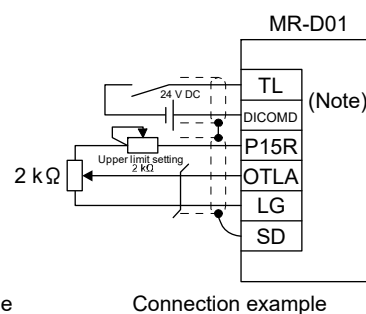 MR-D01
TL
24 V DC
(Note)
DICOMD
P15R
Upper limit setting
2 kΩ
2 kΩ
OTLA
LG
SD
e
Connection example